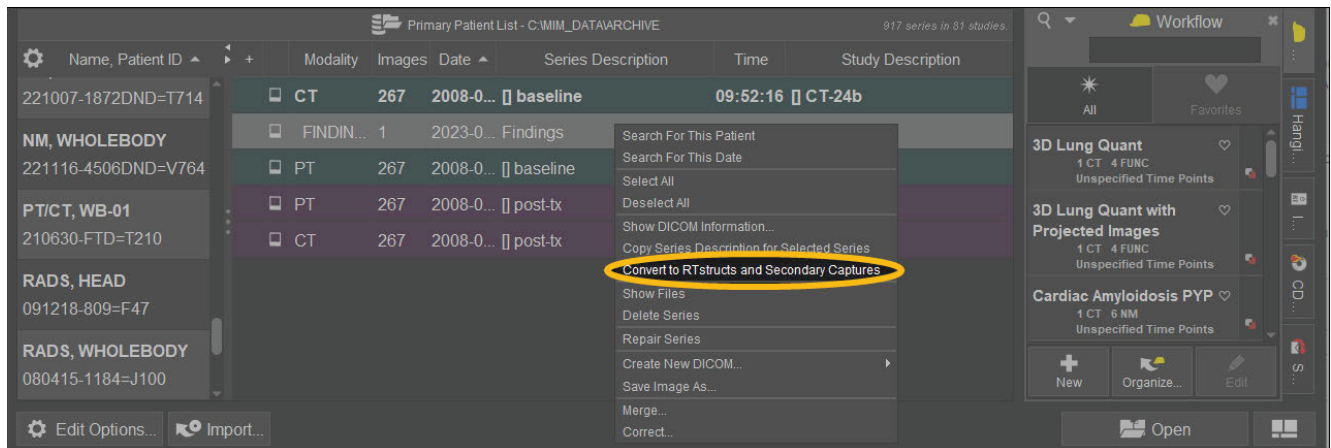 Primary Patient List - C:\MIM_DATA\ARCHIVE
917 series in 81 studies.
Name, Patient ID
+
Modality
Images
Date
Series Description
Time
Study Description
221007-1872DND=T714
NM, WHOLEBODY
221116-4506DND=V764
PT/CT, WB-01
210630-FTD=T210
RADS, HEAD
091218-809=F47
RADS, WHOLEBODY
080415-1184=J100
CT 267 2008-0... [] baseline 09:52:16 [] CT-24b
FINDIN... 1 2023-0... Findings
PT 267 2008-0... [] baseline
PT 267 2008-0... [] post-tx
CT 267 2008-0... [] post-tx
Search For This Patient
Search For This Date
Select All
Deselect All
Show DICOM Information...
Copy Series Description for Selected Series
Convert to RTstructs and Secondary Captures
Show Files
Delete Series
Repair Series
Create New DICOM...
Save Image As...
Merge...
Correct...
Workflow
All
Favorites
3D Lung Quant
1 CT 4 FUNC
Unspecified Time Points
3D Lung Quant with
Projected Images
1 CT 4 FUNC
Unspecified Time Points
Cardiac Amyloidosis PYP
1 CT 6 NM
Unspecified Time Points
New
Organize...
Edit
...
Hangi...
I...
CD...
S...
Edit Options...
Import...
Open